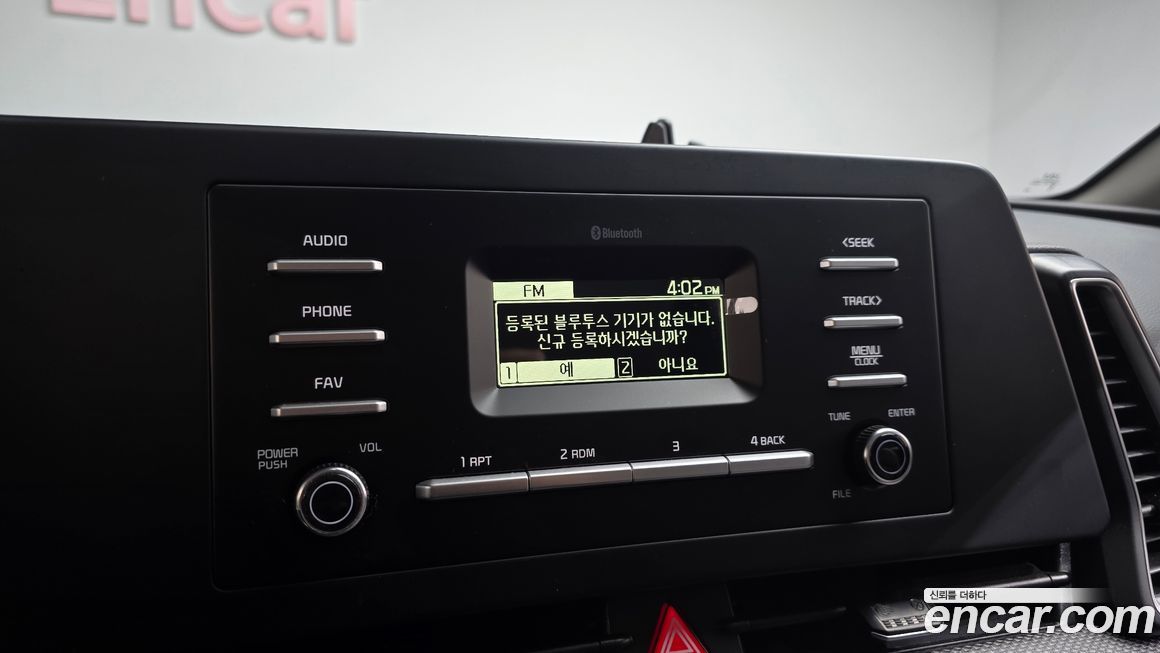 Encar
Bluetooth
AUDIO
PHONE
FAV
POWER
PUSH
VOL
FM
4:02 PM
등록된 블루투스 기기가 없습니다.
신규 등록하시겠습니까?
1 예 2 아니요
1 RPT
2 RDM
3
4 BACK
<SEEK
TRACK>
MENU
CLOCK
TUNE
ENTER
FILE
신뢰를 더하다
encar.com